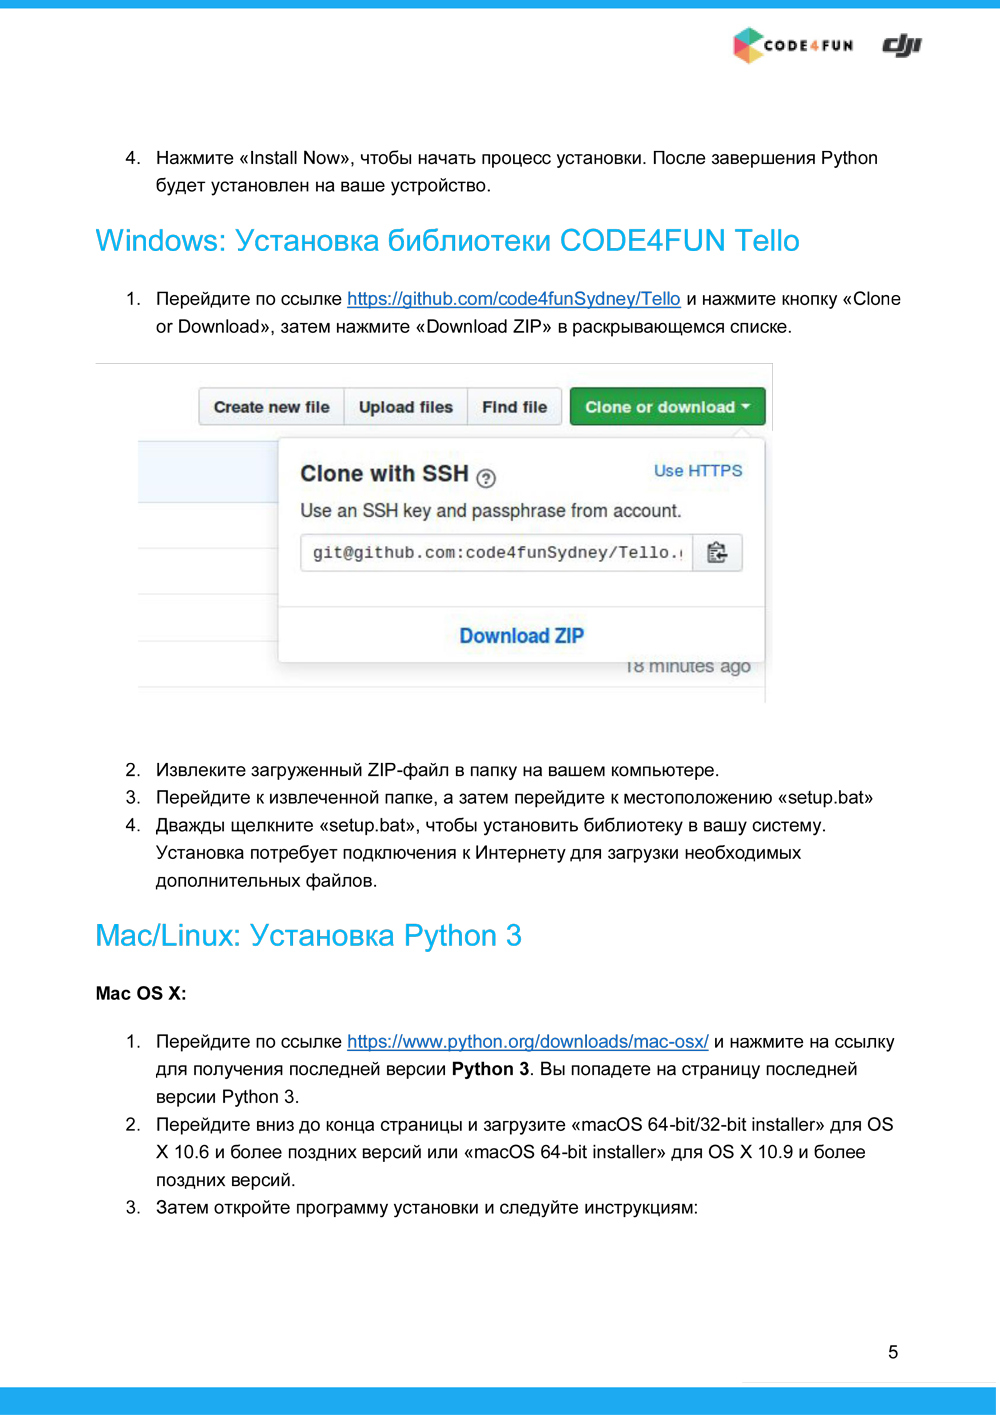 CODE4FUN dji
4. Нажмите «Install Now», чтобы начать процесс установки. После завершения Python
будет установлен на ваше устройство.
Windows: Установка библиотеки CODE4FUN Tello
1. Перейдите по ссылке https://github.com/code4funSydney/Tello и нажмите кнопку «Clone
or Download», затем нажмите «Download ZIP» в раскрывающемся списке.
Create new file Upload files Find file Clone or download
Clone with SSH ? Use HTTPS
Use an SSH key and passphrase from account.
git@github.com:code4funSydney/Tello.
Download ZIP
18 minutes ago
2. Извлеките загруженный ZIP-файл в папку на вашем компьютере.
3. Перейдите к извлеченной папке, а затем перейдите к местоположению «setup.bat»
4. Дважды щелкните «setup.bat», чтобы установить библиотеку в вашу систему.
Установка потребует подключения к Интернету для загрузки необходимых
дополнительных файлов.
Mac/Linux: Установка Python 3
Mac OS X:
1. Перейдите по ссылке https://www.python.org/downloads/mac-osx/ и нажмите на ссылку
для получения последней версии Python 3. Вы попадете на страницу последней
версии Python 3.
2. Перейдите вниз до конца страницы и загрузите «macOS 64-bit/32-bit installer» для OS
X 10.6 и более поздних версий или «macOS 64-bit installer» для OS X 10.9 и более
поздних версий.
3. Затем откройте программу установки и следуйте инструкциям:
5